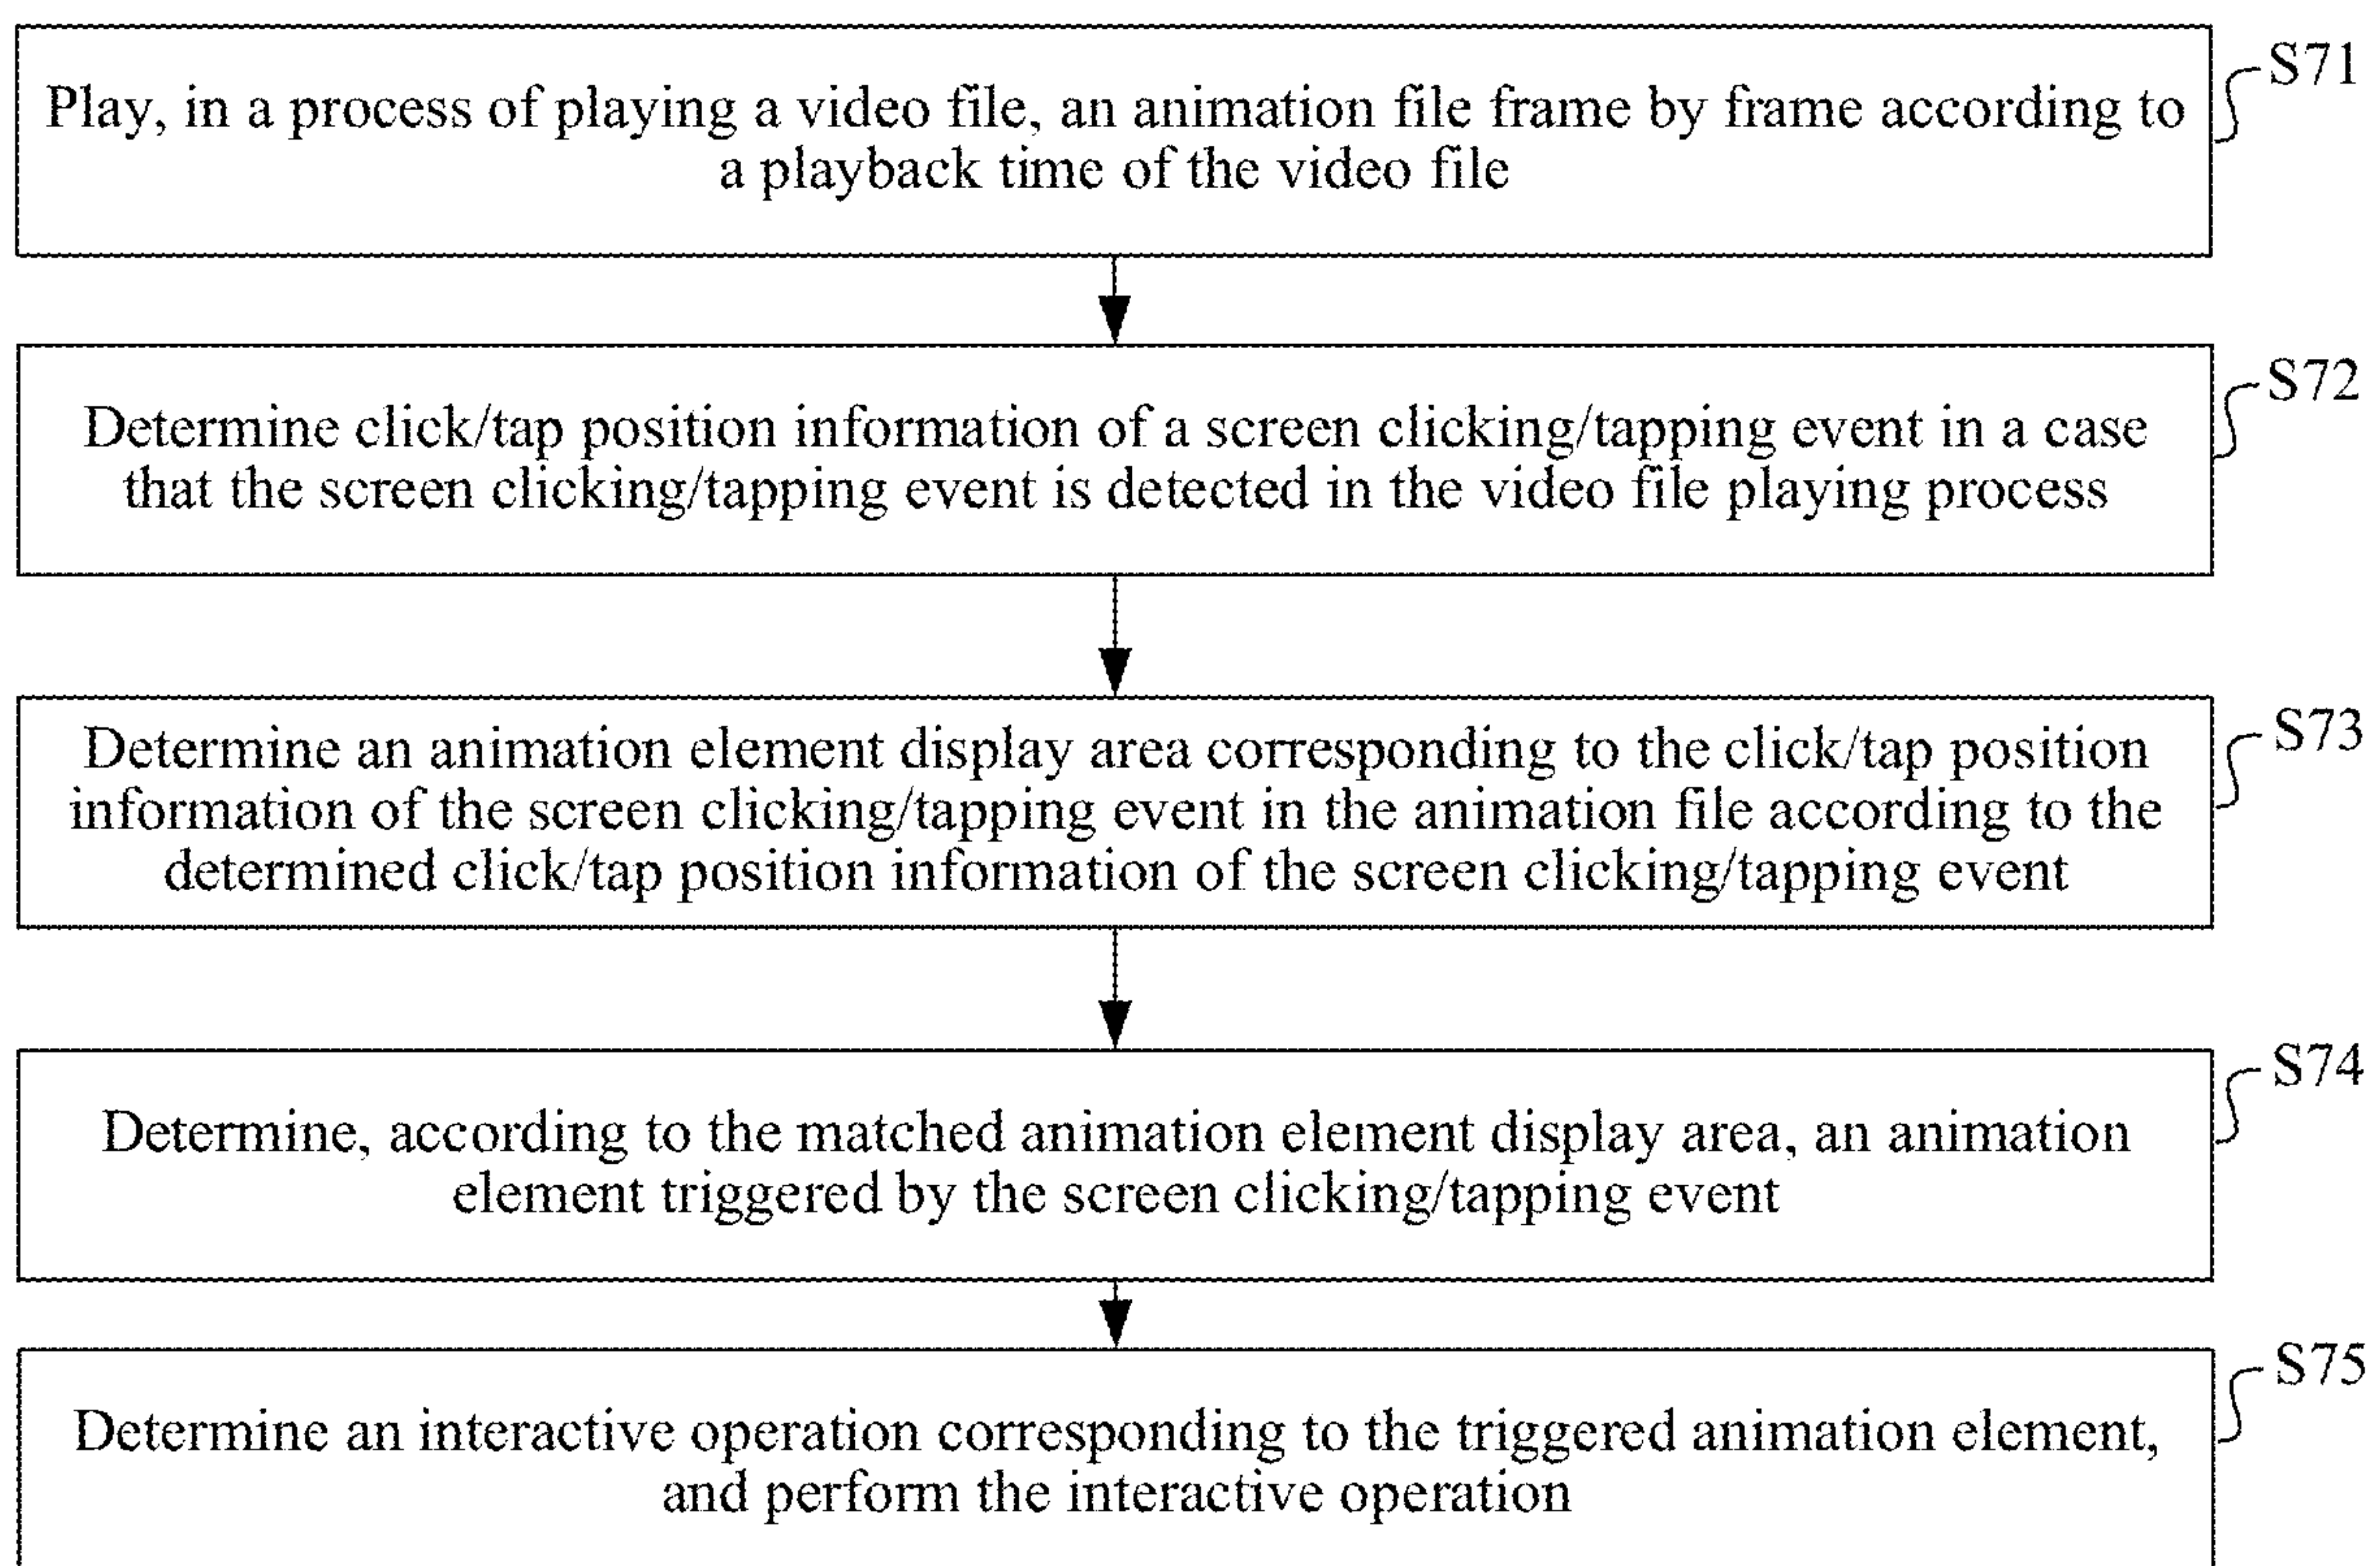 S71
Play, in a process of playing a video file, an animation file frame by frame according to
a playback time of the video file
S72
Determine click/tap position information of a screen clicking/tapping event in a case
that the screen clicking/tapping event is detected in the video file playing process
S73
Determine an animation element display area corresponding to the click/tap position
information of the screen clicking/tapping event in the animation file according to the
determined click/tap position information of the screen clicking/tapping event
S74
Determine, according to the matched animation element display area, an animation
element triggered by the screen clicking/tapping event
S75
Determine an interactive operation corresponding to the triggered animation element,
and perform the interactive operation